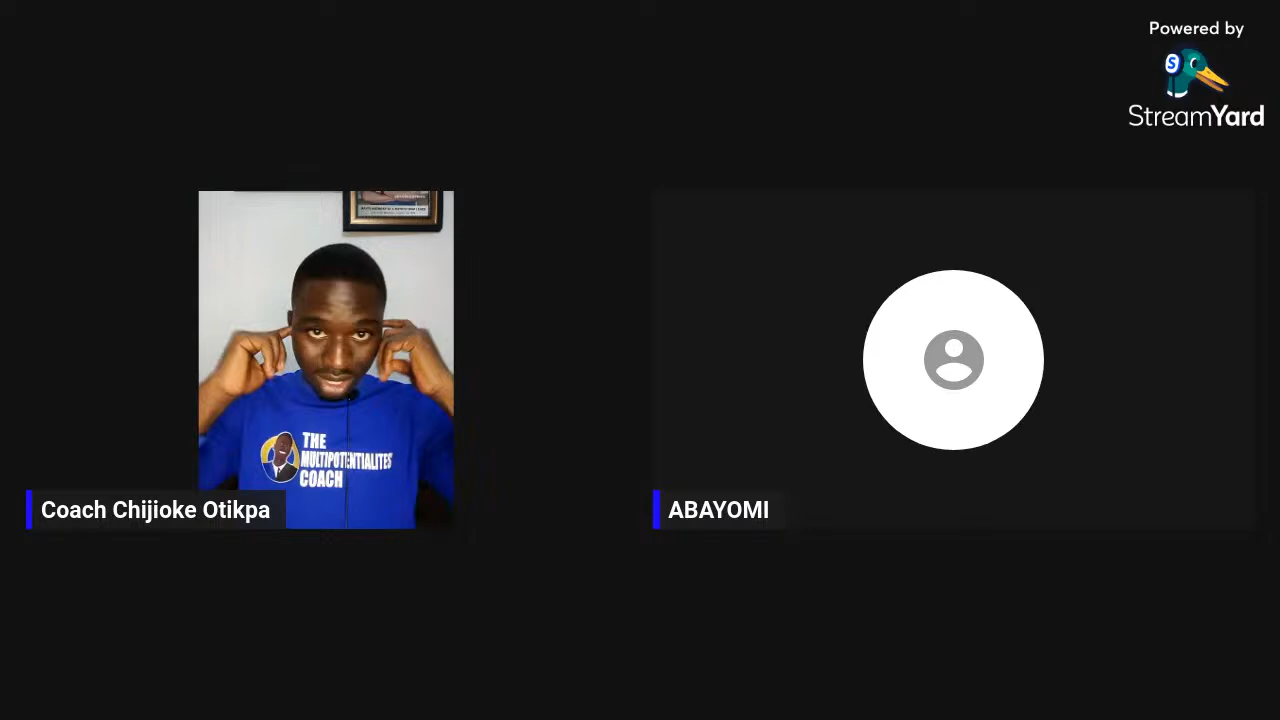 Powered by
S
StreamYard
THE
MULTIPOTENTIALITES
COACH
Coach Chijioke Otikpa
ABAYOMI